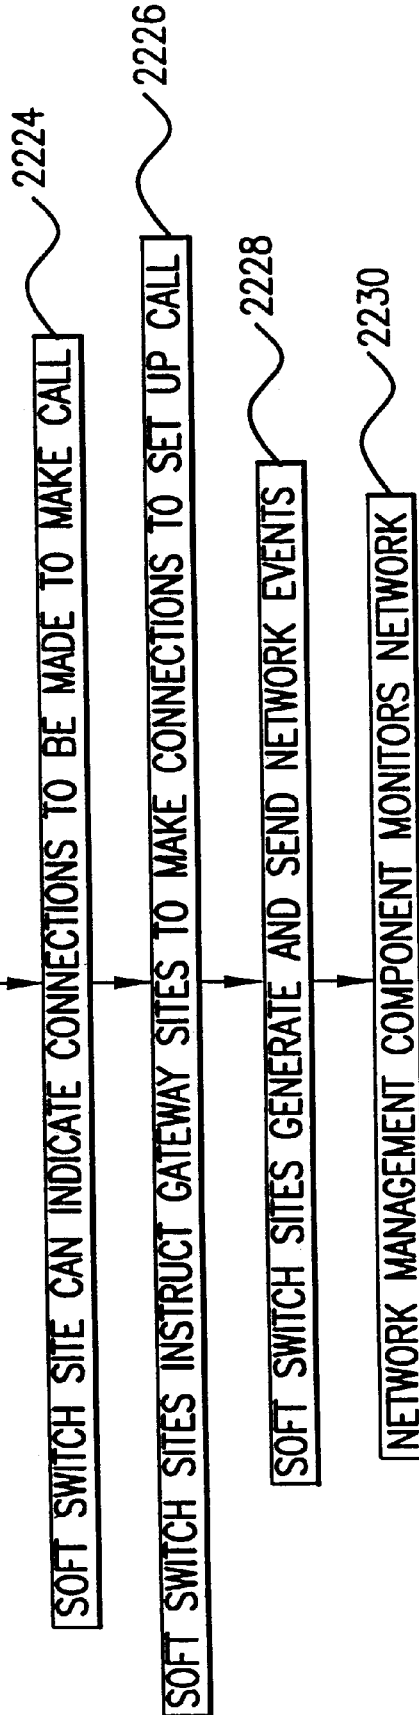 SOFT SWITCH SITE CAN INDICATE CONNECTIONS TO BE MADE TO MAKE CALL
2224
SOFT SWITCH SITES INSTRUCT GATEWAY SITES TO MAKE CONNECTIONS TO SET UP CALL
2226
SOFT SWITCH SITES GENERATE AND SEND NETWORK EVENTS
2228
NETWORK MANAGEMENT COMPONENT MONITORS NETWORK
2230